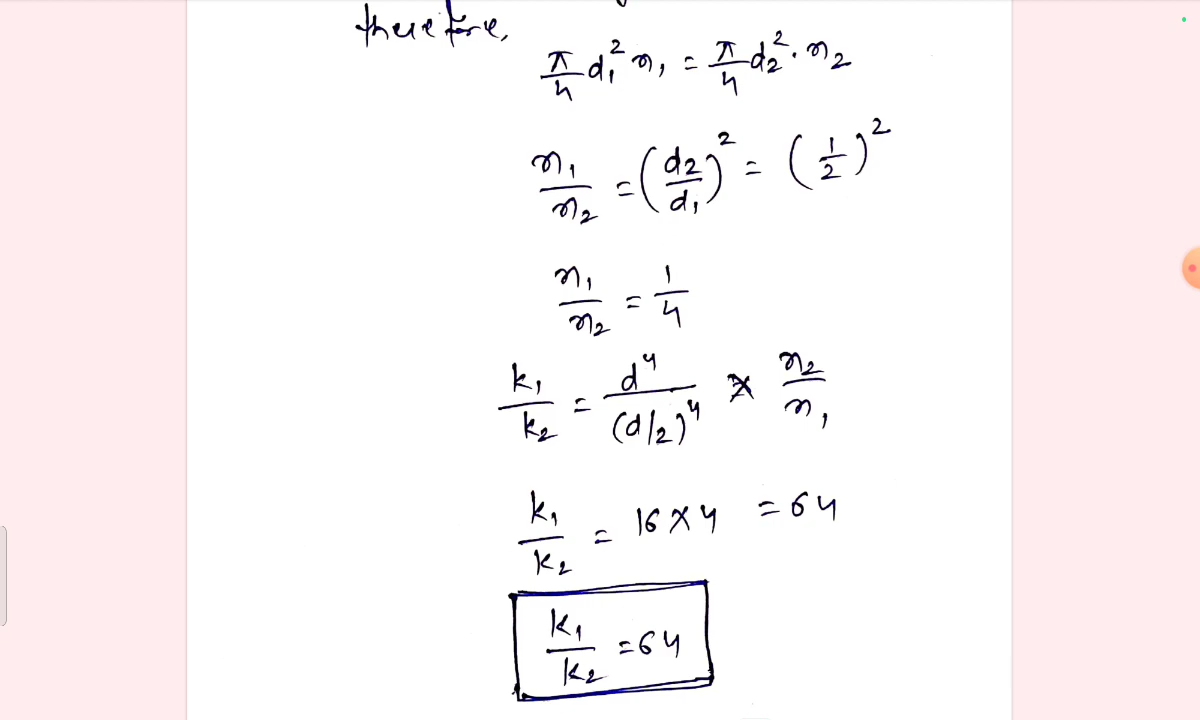 therefore,
π/4 d₁² n₁ = π/4 d₂² · n₂
n₁/n₂ = (d₂/d₁)² = (1/2)²
n₁/n₂ = 1/4
k₁/k₂ = d⁴/(d/2)⁴ × n₂/n₁
k₁/k₂ = 16 × 4 = 64
k₁/k₂ = 64